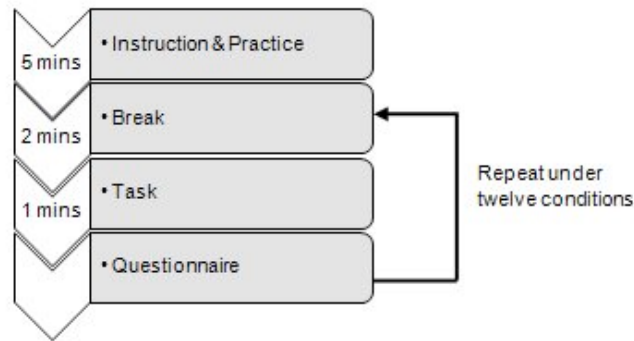 • Instruction & Practice
5 mins
• Break
2 mins
• Task
1 mins
• Questionnaire
Repeat under
twelve conditions